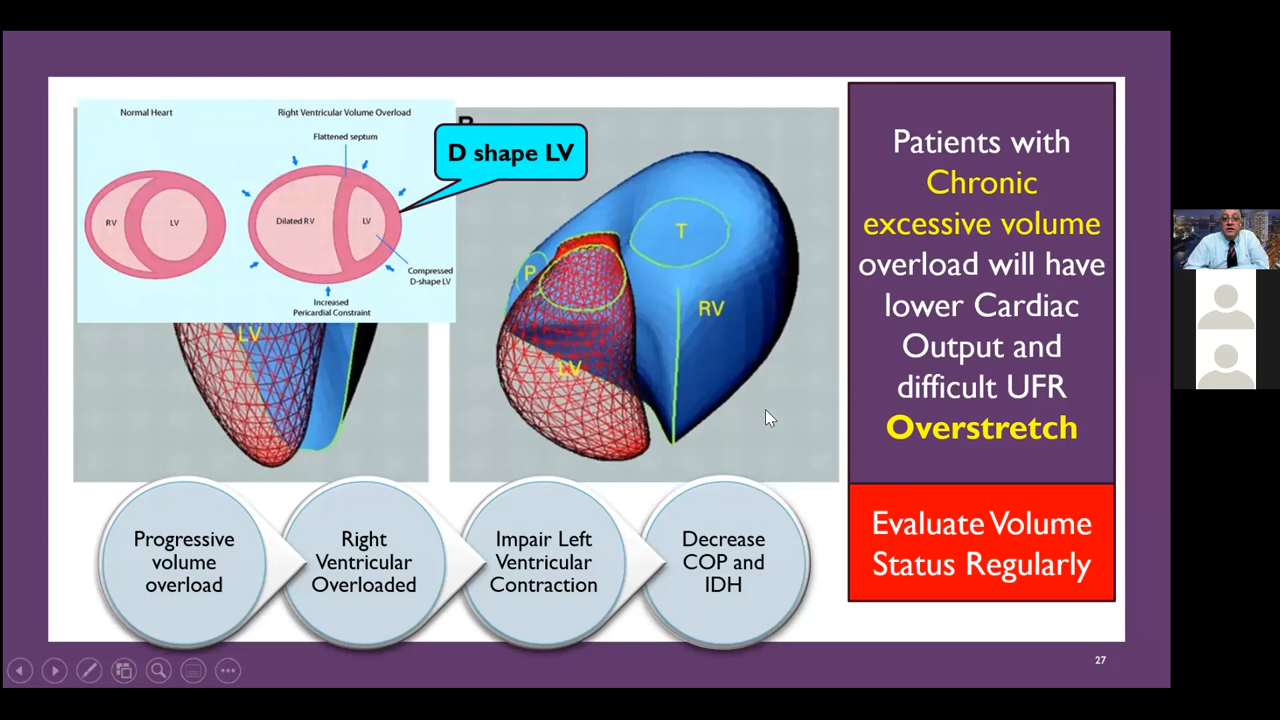 Normal Heart
Right Ventricular Volume Overload
Flattened septum
RV
LV
Dilated RV
LV
Compressed
D-shape LV
Increased
Pericardial Constraint
D shape LV
LV
P
T
RV
LV
Patients with
Chronic
excessive volume
overload will have
lower Cardiac
Output and
difficult UFR
Overstretch
Evaluate Volume
Status Regularly
Progressive
volume
overload
Right
Ventricular
Overloaded
Impair Left
Ventricular
Contraction
Decrease
COP and
IDH
27